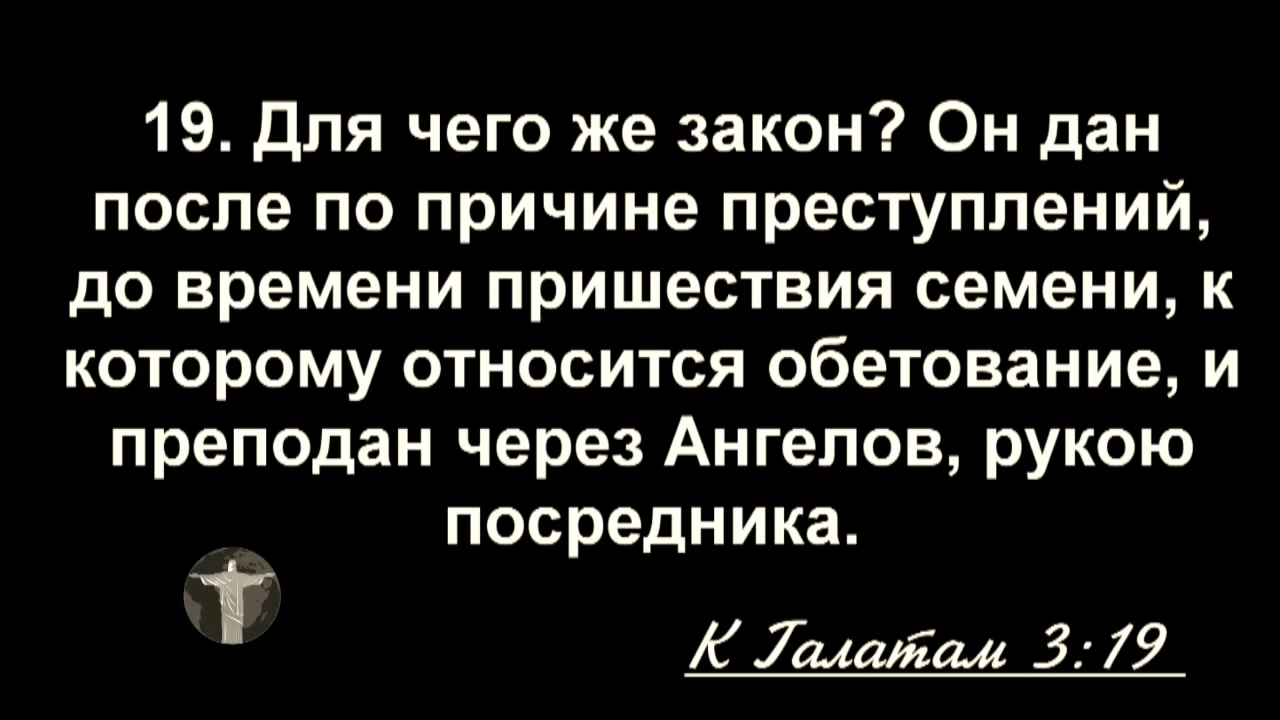 19. Для чего же закон? Он дан
после по причине преступлений,
до времени пришествия семени, к
которому относится обетование, и
преподан через Ангелов, рукою
посредника.
К Галатам 3:19